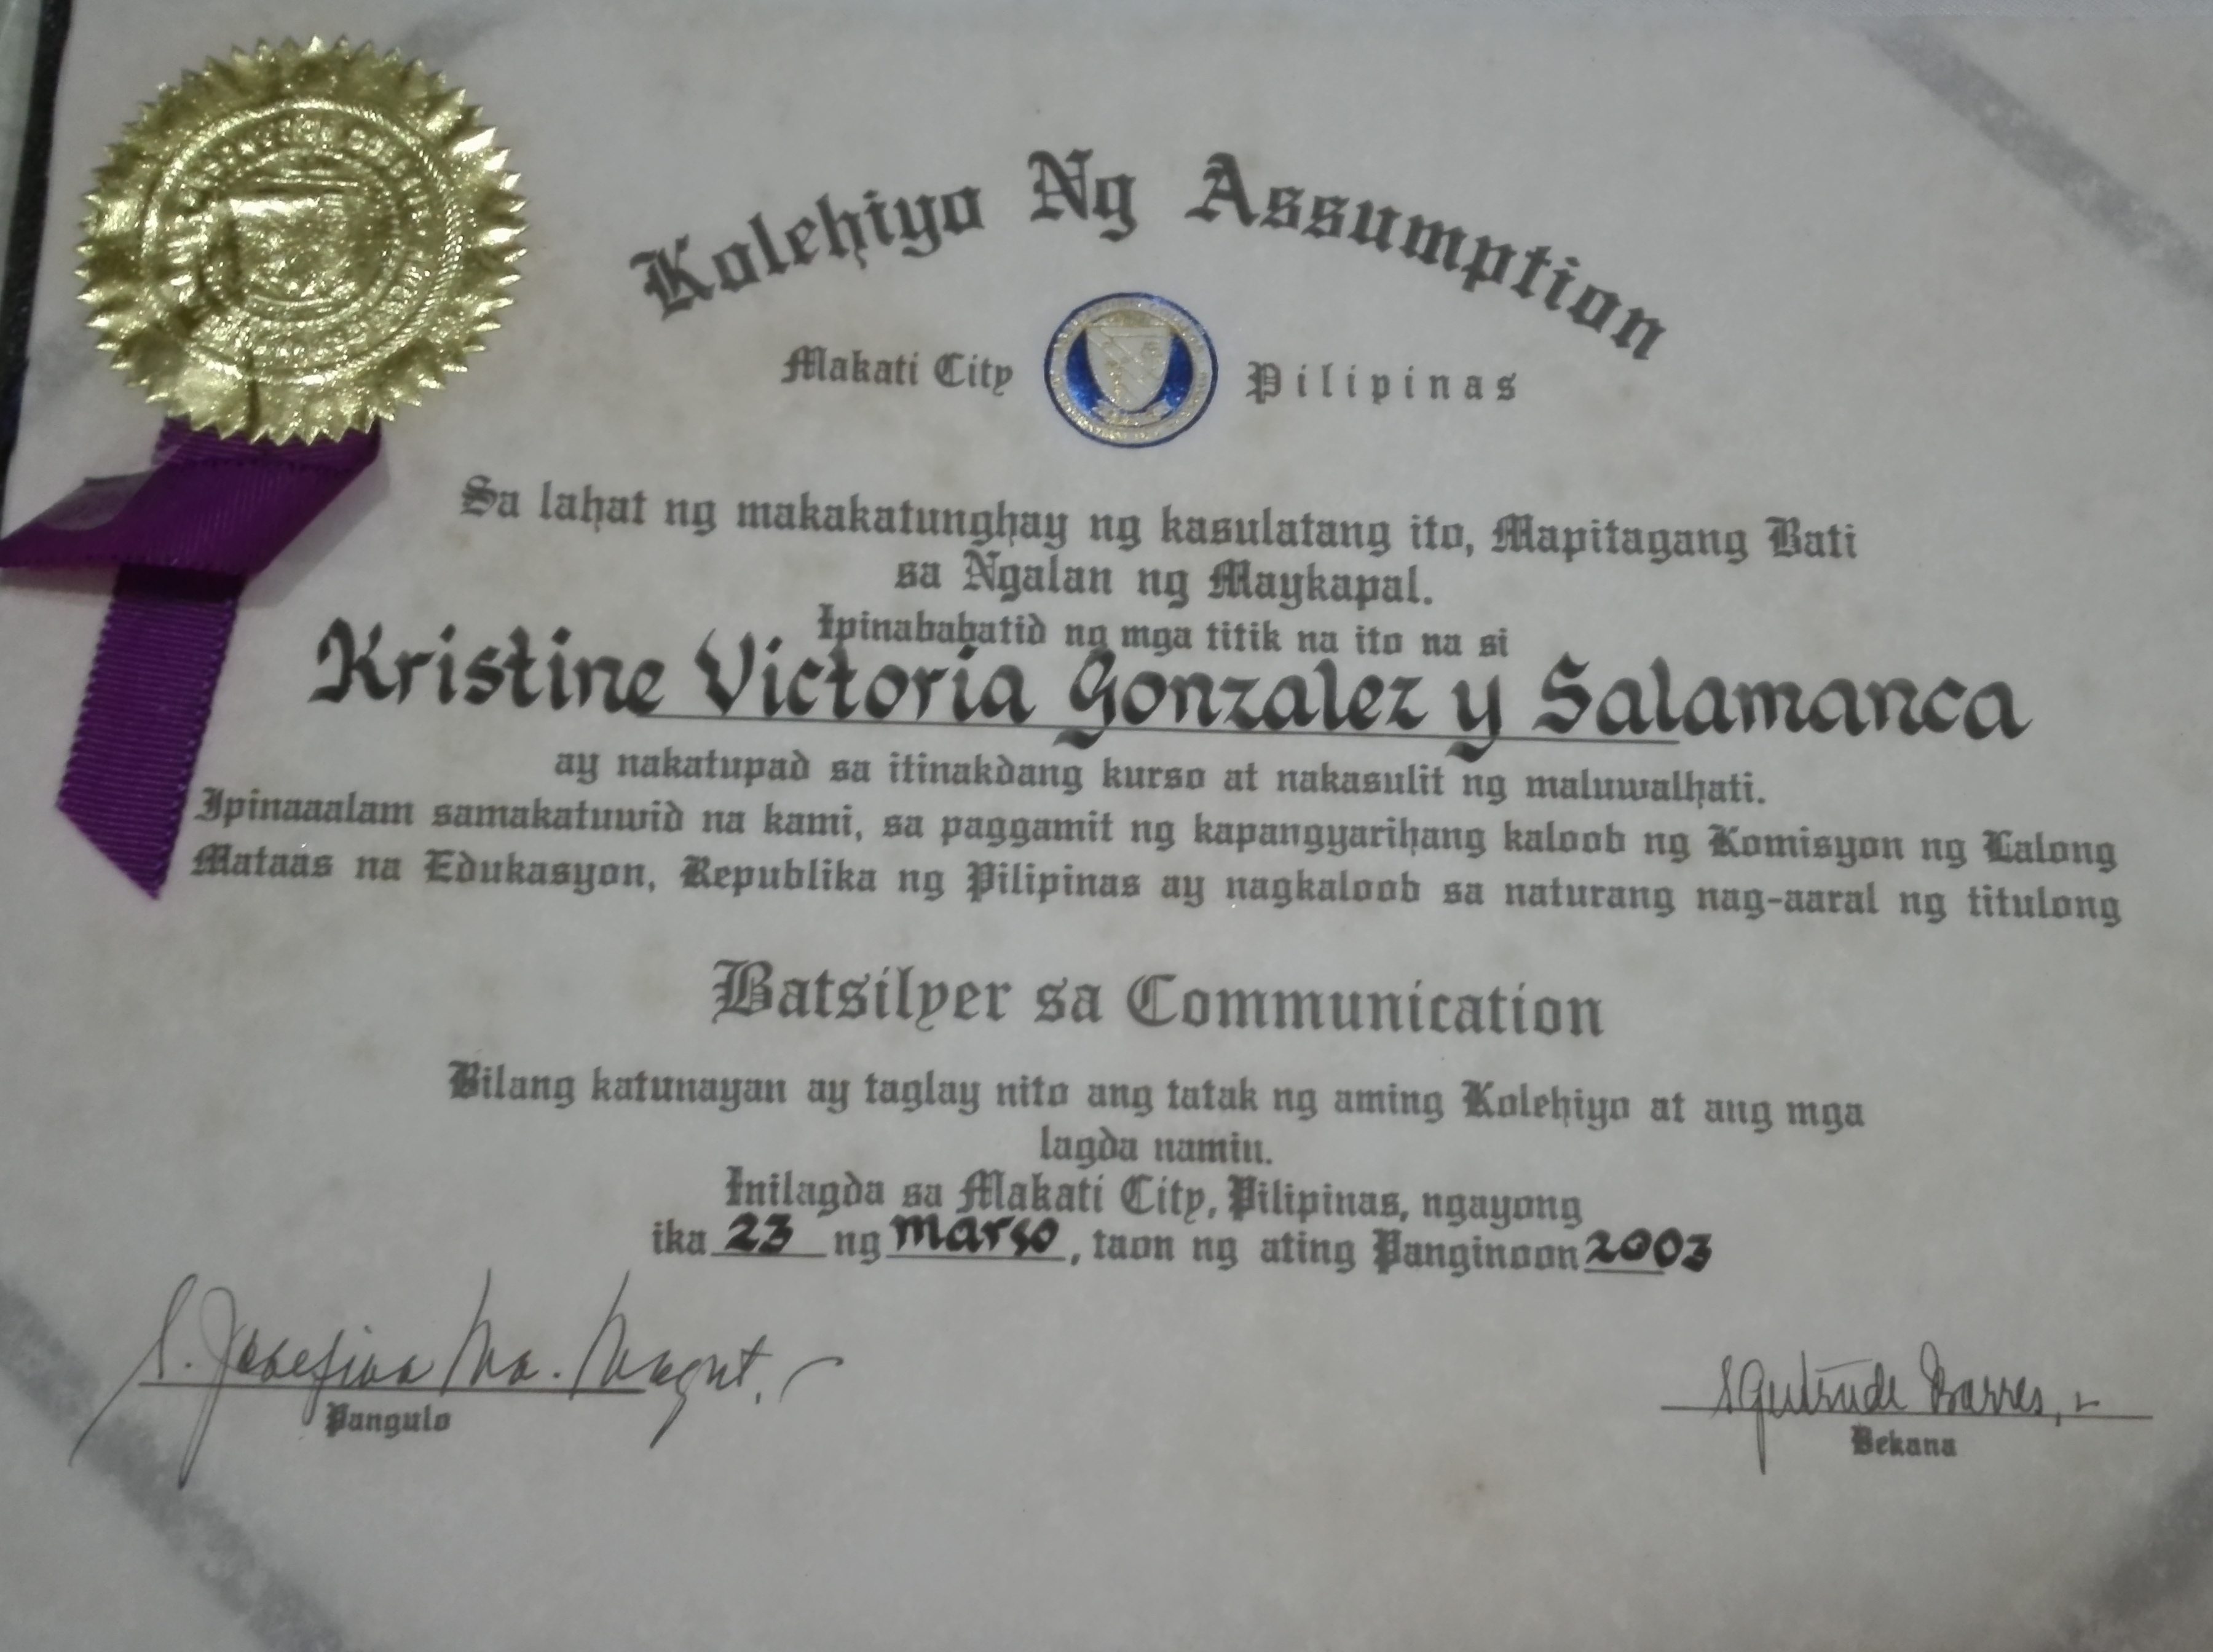 Kolehiyo Ng Assumption
Makati City Pilipinas
Sa lahat ng makakatunghay ng kasulatang ito, Mapitagang Bati
sa Ngalan ng Maykapal.
Ipinababatid ng mga titik na ito na si
Kristine Victoria Gonzalez y Salamanca
ay nakatupad sa itinakdang kurso at nakasulit ng maluwalhati.
Ipinaaalam samakatuwid na kami, sa paggamit ng kapangyarihang kaloob ng Komisyon ng Lalong
Mataas na Edukasyon, Republika ng Pilipinas ay nagkaloob sa naturang nag-aaral ng titulong
Batsilyer sa Communication
Bilang katunayan ay taglay nito ang tatak ng aming Kolehiyo at ang mga
lagda namin.
Inilagda sa Makati City, Pilipinas, ngayong
ika 23 ng Marso, taon ng ating Panginoon 2003
S. Josefina Ma.
Pangulo
S Gertrude Barres,
Dekana